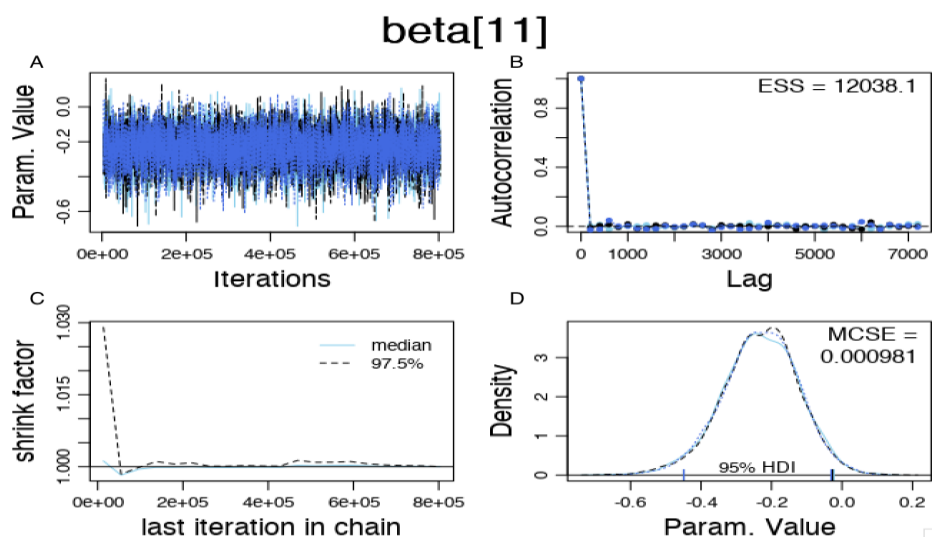 beta[11]
A
Param. Value
0.0
-0.2
-0.6
0e+00 2e+05 4e+05 6e+05 8e+05
Iterations
B
Autocorrelation
0.8
0.4
0.0
ESS = 12038.1
0 1000 3000 5000 7000
Lag
C
shrink factor
1.030
1.015
1.000
median
97.5%
0e+00 2e+05 4e+05 6e+05 8e+05
last iteration in chain
D
Density
3
2
1
0
MCSE =
0.000981
95% HDI
-0.6 -0.4 -0.2 0.0 0.2
Param. Value